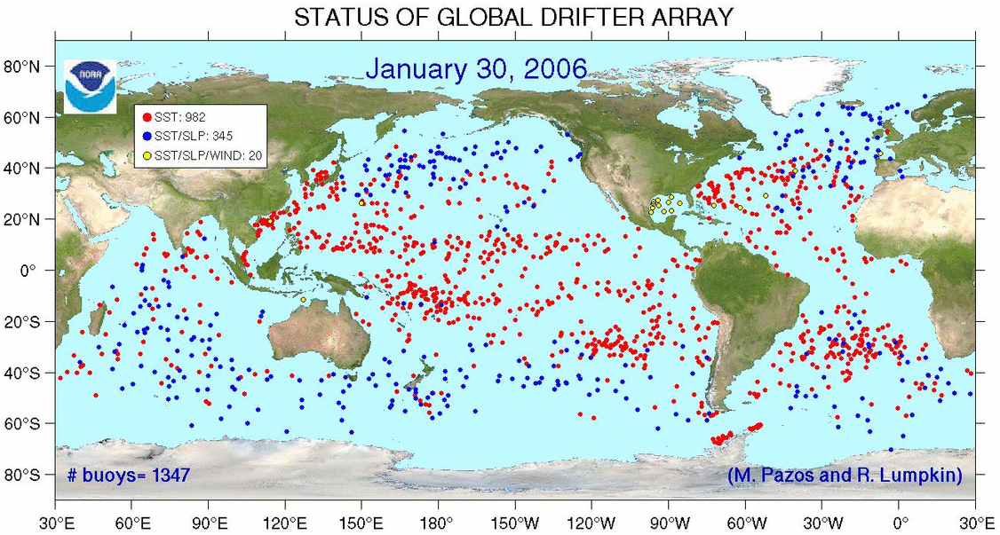 STATUS OF GLOBAL DRIFTER ARRAY
80°N
60°N
40°N
20°N
0°
20°S
40°S
60°S
80°S
NOAA
January 30, 2006
SST: 982
SST/SLP: 345
SST/SLP/WIND: 20
# buoys= 1347
(M. Pazos and R. Lumpkin)
30°E 60°E 90°E 120°E 150°E 180° 150°W 120°W 90°W 60°W 30°W 0° 30°E